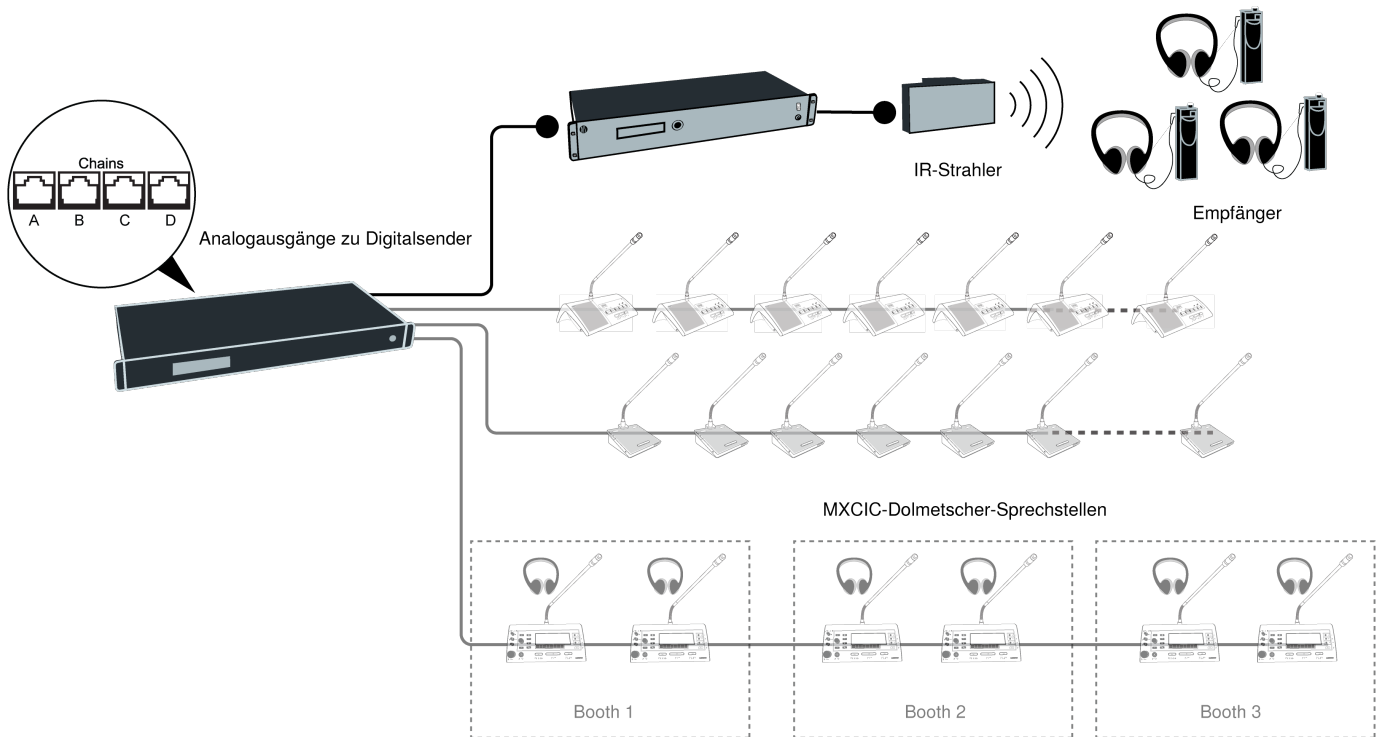 Chains
A B C D
Analogausgänge zu Digitalsender
IR-Strahler
Empfänger
MXCIC-Dolmetscher-Sprechstellen
Booth 1
Booth 2
Booth 3